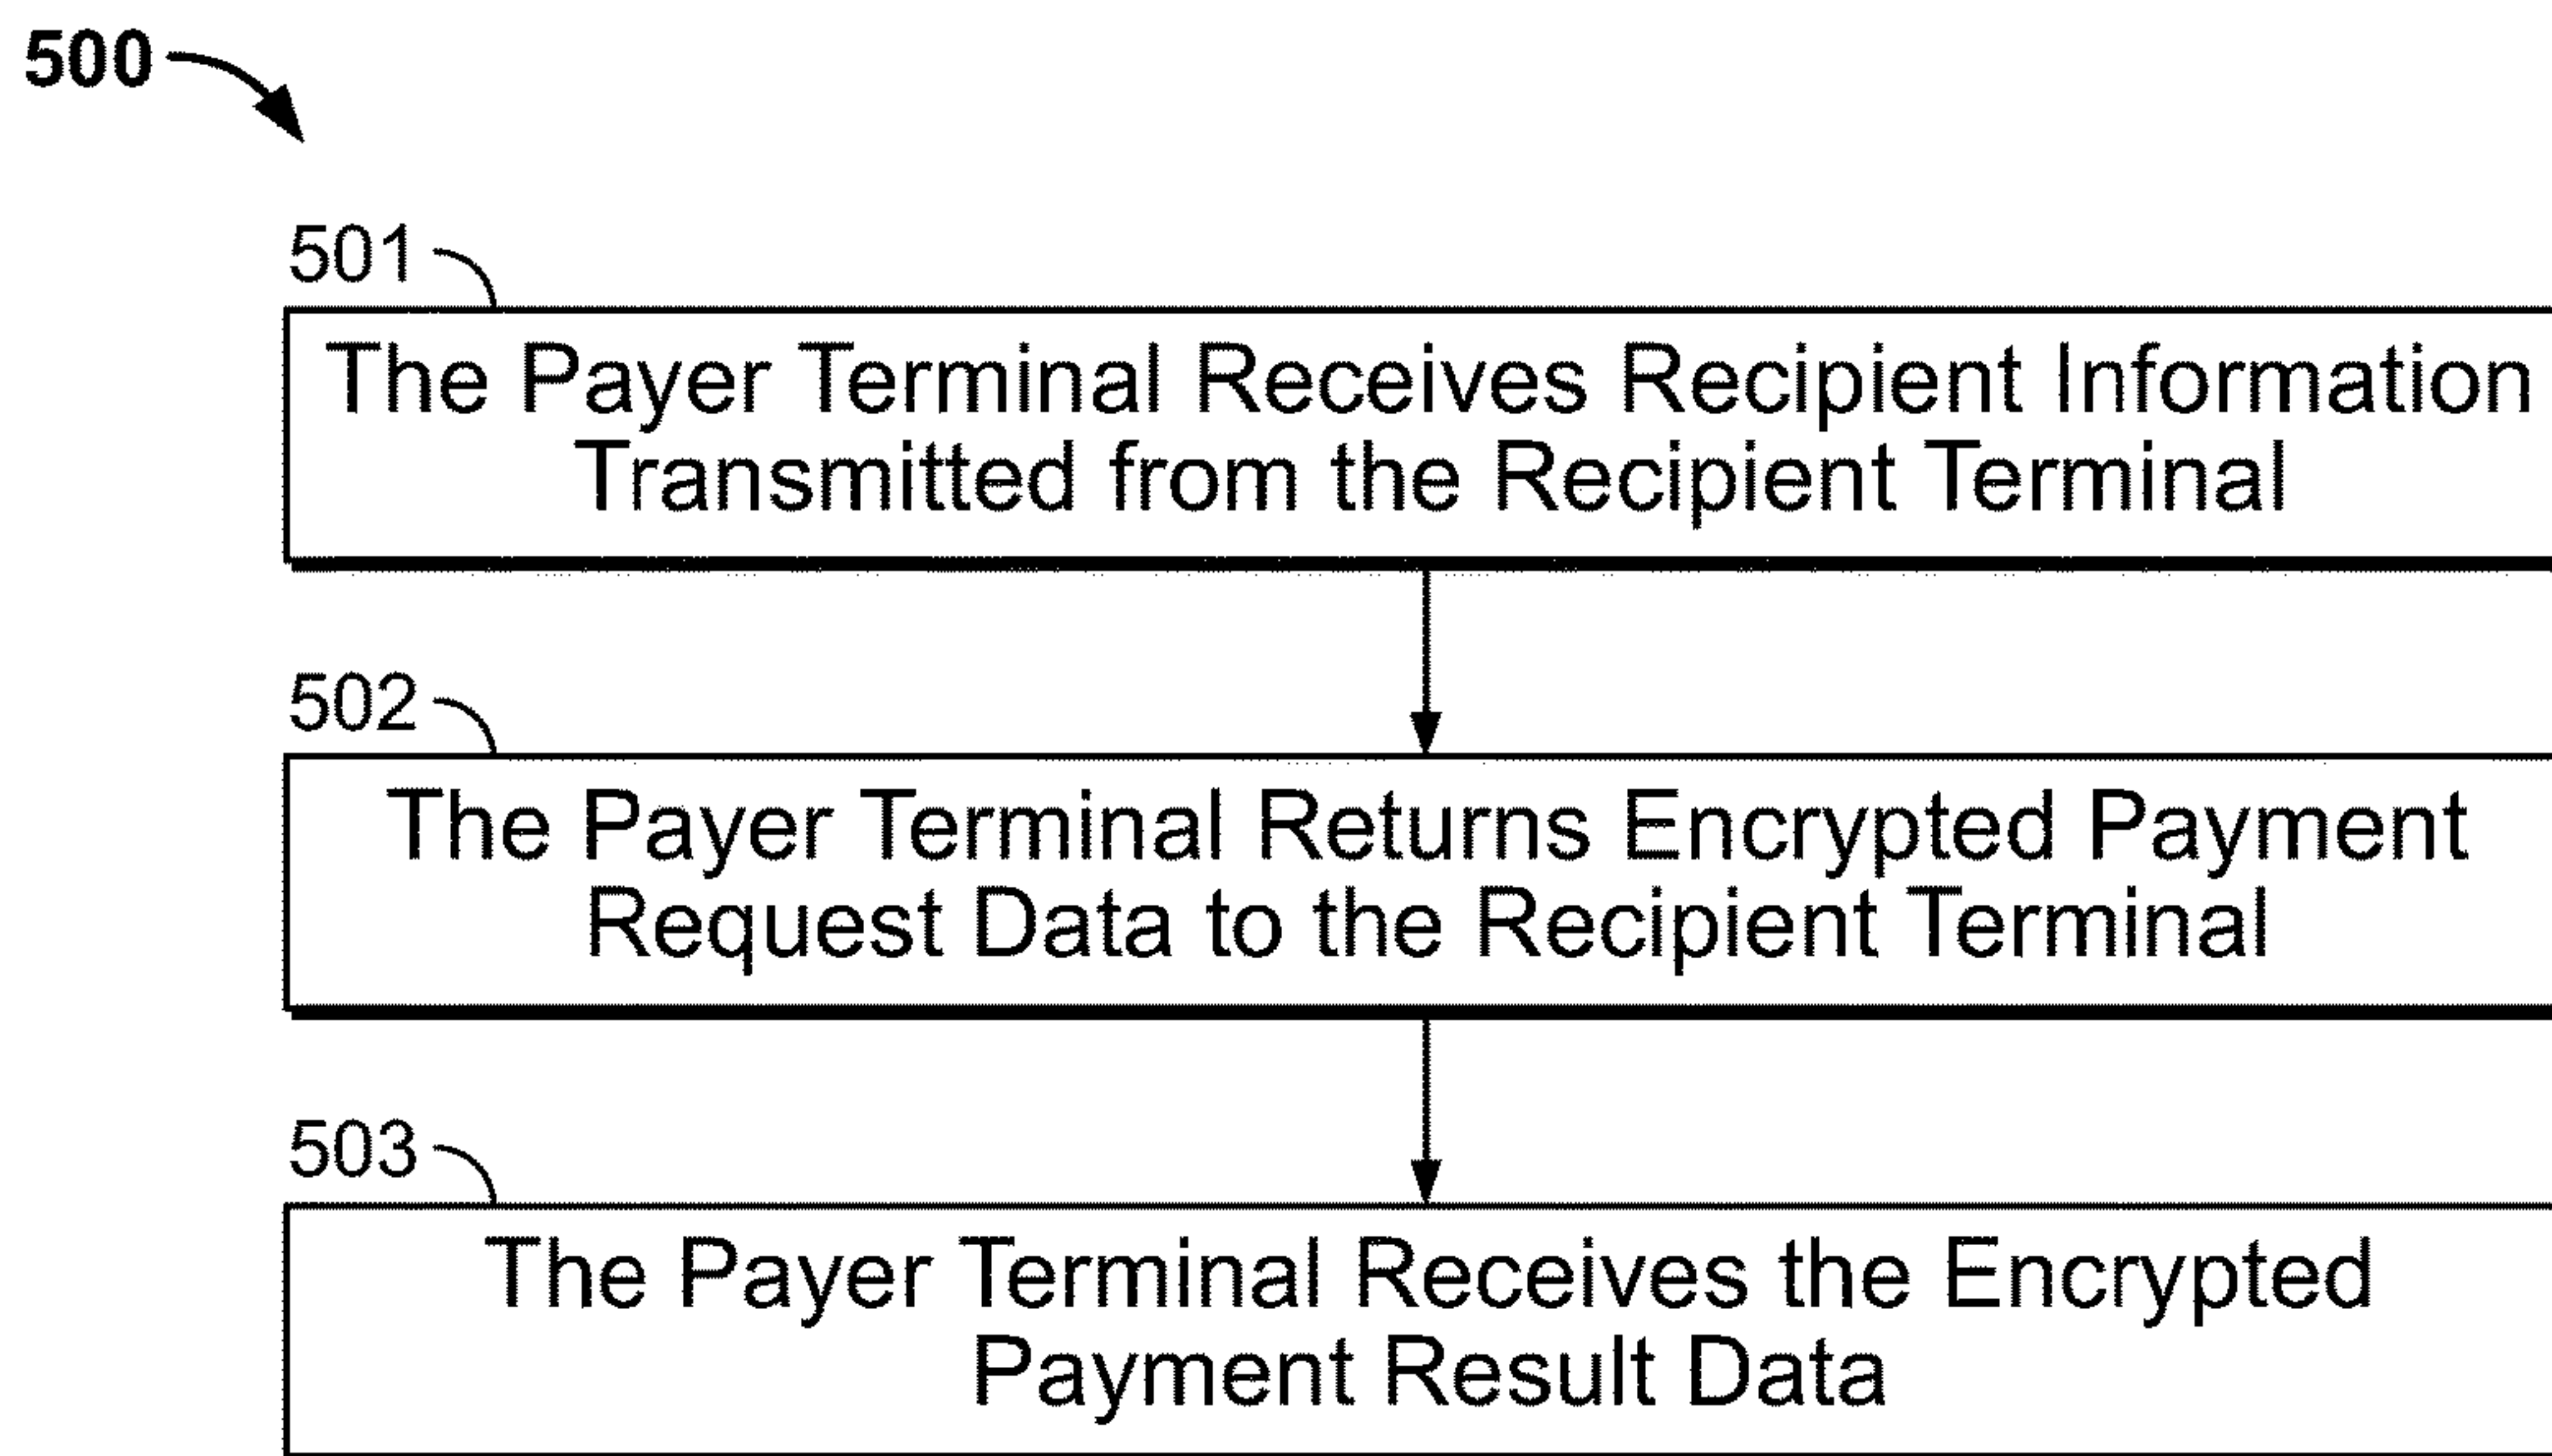 500
501
The Payer Terminal Receives Recipient Information
Transmitted from the Recipient Terminal
502
The Payer Terminal Returns Encrypted Payment
Request Data to the Recipient Terminal
503
The Payer Terminal Receives the Encrypted
Payment Result Data